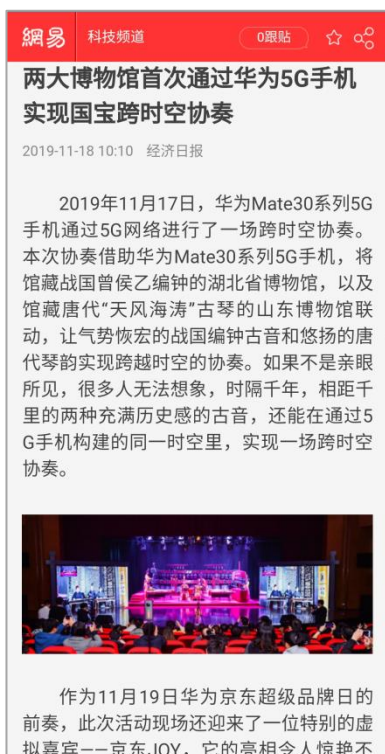 網易 科技频道 0跟贴
两大博物馆首次通过华为5G手机
实现国宝跨时空协奏
2019-11-18 10:10 经济日报
2019年11月17日，华为Mate30系列5G
手机通过5G网络进行了一场跨时空协奏。
本次协奏借助华为Mate30系列5G手机，将
馆藏战国曾侯乙编钟的湖北省博物馆，以及
馆藏唐代“天风海涛”古琴的山东博物馆联
动，让气势恢宏的战国编钟古音和悠扬的唐
代琴韵实现跨越时空的协奏。如果不是亲眼
所见，很多人无法想象，时隔千年，相距千
里的两种充满历史感的古音，还能在通过5
G手机构建的同一时空里，实现一场跨时空
协奏。
作为11月19日华为京东超级品牌日的
前奏，此次活动现场还迎来了一位特别的虚
拟嘉宾——京东JOY，它的亮相令人惊艳不